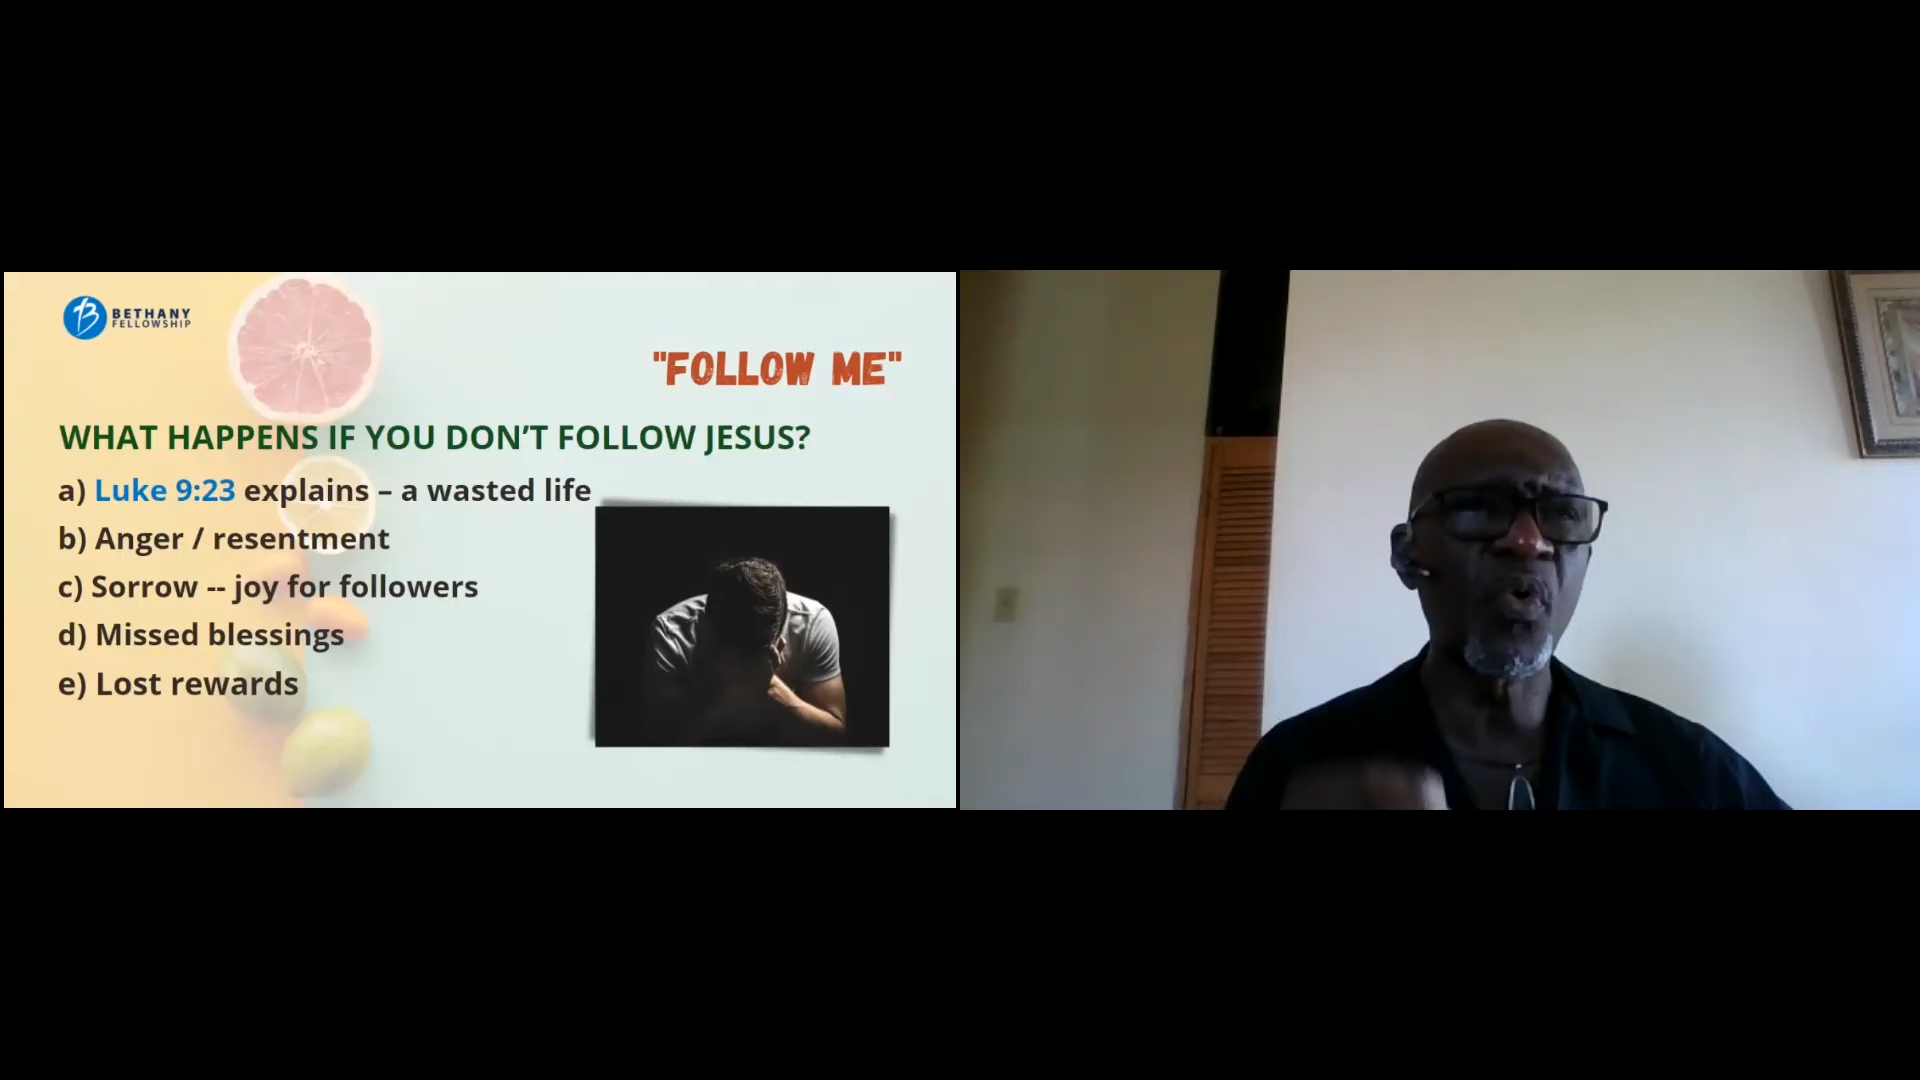 BETHANY
FELLOWSHIP
"FOLLOW ME"
WHAT HAPPENS IF YOU DON’T FOLLOW JESUS?
a) Luke 9:23 explains – a wasted life
b) Anger / resentment
c) Sorrow -- joy for followers
d) Missed blessings
e) Lost rewards